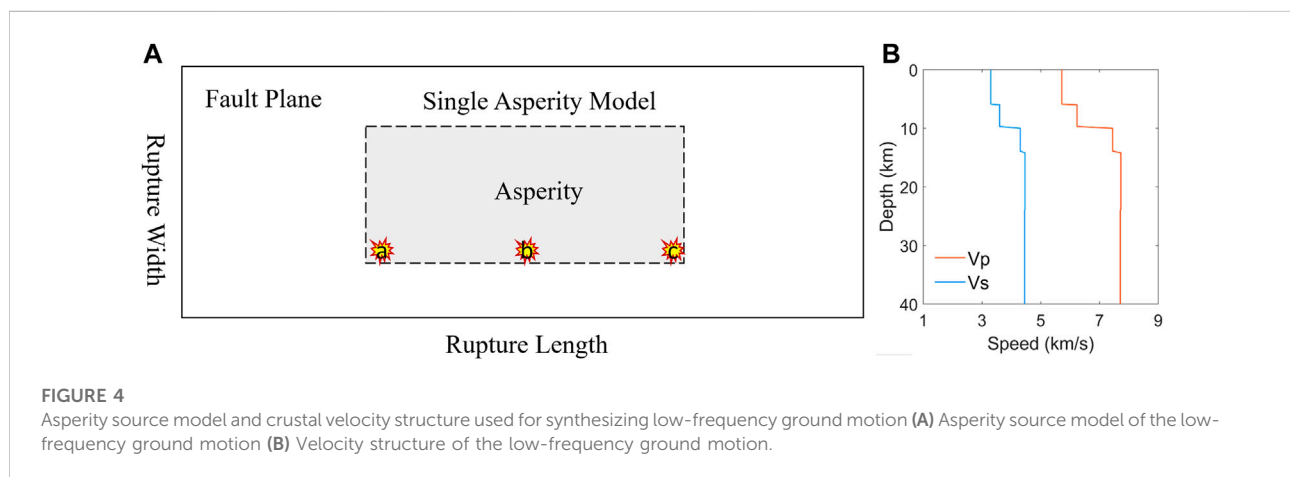 A
Fault Plane
Single Asperity Model
Rupture Width
Asperity
a
b
c
Rupture Length
B
0
10
20
30
40
Depth (km)
Vp
Vs
1 3 5 7 9
Speed (km/s)
FIGURE 4
Asperity source model and crustal velocity structure used for synthesizing low-frequency ground motion (A) Asperity source model of the low-
frequency ground motion (B) Velocity structure of the low-frequency ground motion.